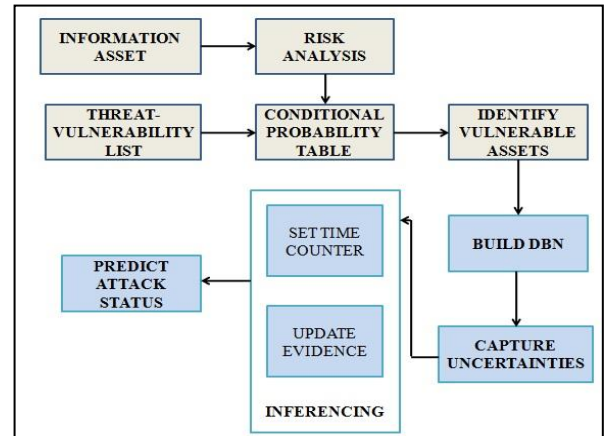 INFORMATION
ASSET
RISK
ANALYSIS
THREAT-
VULNERABILITY
LIST
CONDITIONAL
PROBABILITY
TABLE
IDENTIFY
VULNERABLE
ASSETS
SET TIME
COUNTER
BUILD DBN
PREDICT
ATTACK
STATUS
UPDATE
EVIDENCE
CAPTURE
UNCERTAINTIES
INFERENCING